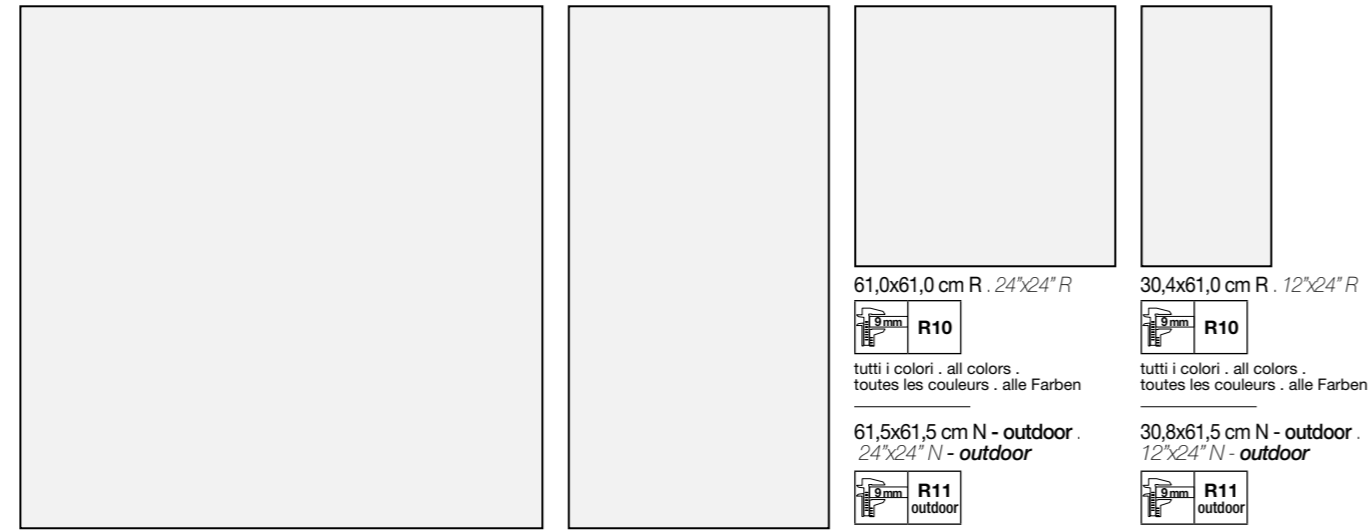 61,0x61,0 cm R . 24”x24” R
9 mm R10
tutti i colori . all colors .
toutes les couleurs . alle Farben
61,5x61,5 cm N - outdoor .
24”x24” N - outdoor
9 mm R11
outdoor
30,4x61,0 cm R . 12”x24” R
9 mm R10
tutti i colori . all colors .
toutes les couleurs . alle Farben
30,8x61,5 cm N - outdoor .
12”x24” N - outdoor
9 mm R11
outdoor